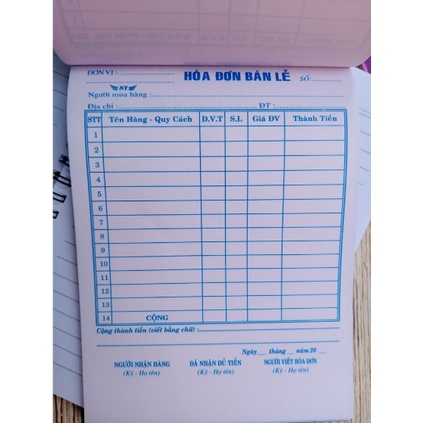 ĐƠN VỊ : HÓA ĐƠN BÁN LẺ SỐ
NT
Người mua hàng :
Địa chỉ : ĐT :
STT Tên Hàng - Quy Cách D.V.T S.L Giá ĐV Thành Tiền
1
2
3
4
5
6
7
8
9
10
11
12
13
14 CỘNG
Cộng thành tiền (viết bằng chữ) :
Ngày tháng năm 20
NGƯỜI NHẬN HÀNG ĐÃ NHẬN ĐỦ TIỀN NGƯỜI VIẾT HÓA ĐƠN
(Ký - Họ tên) (Ký - Họ tên) (Ký - Họ tên)